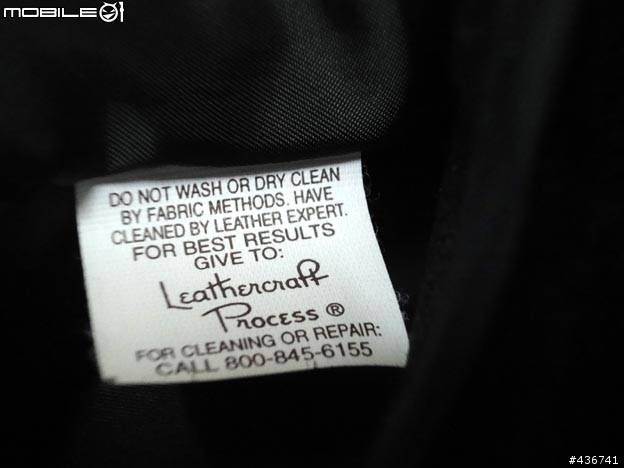 MOBILE01
DO NOT WASH OR DRY CLEAN
BY FABRIC METHODS. HAVE
CLEANED BY LEATHER EXPERT.
FOR BEST RESULTS
GIVE TO:
Leathercraft
Process ®
FOR CLEANING OR REPAIR:
CALL 800-845-6155
#436741